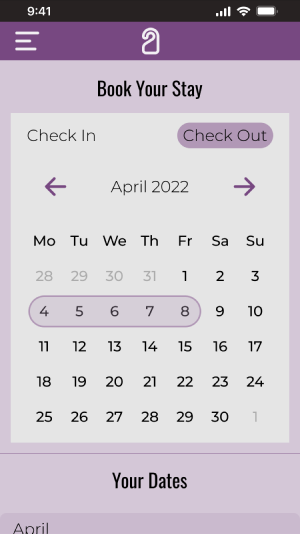 9:41
Book Your Stay
Check In Check Out
April 2022
Mo Tu We Th Fr Sa Su
28 29 30 31 1 2 3
4 5 6 7 8 9 10
11 12 13 14 15 16 17
18 19 20 21 22 23 24
25 26 27 28 29 30 1
Your Dates
April